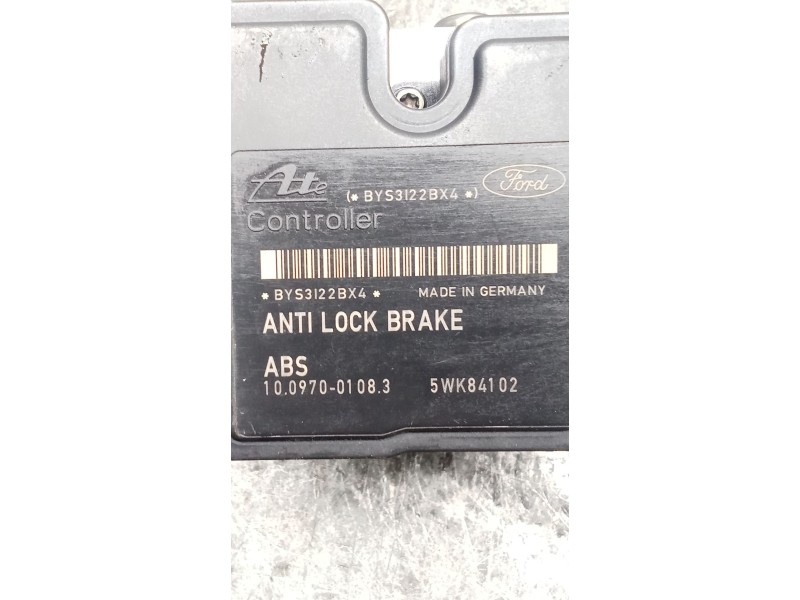 Ate (*BYS3I22BX4*) Ford
Controller
*BYS3I22BX4* MADE IN GERMANY
ANTI LOCK BRAKE
ABS
10.0970-0108.3 5WK84102